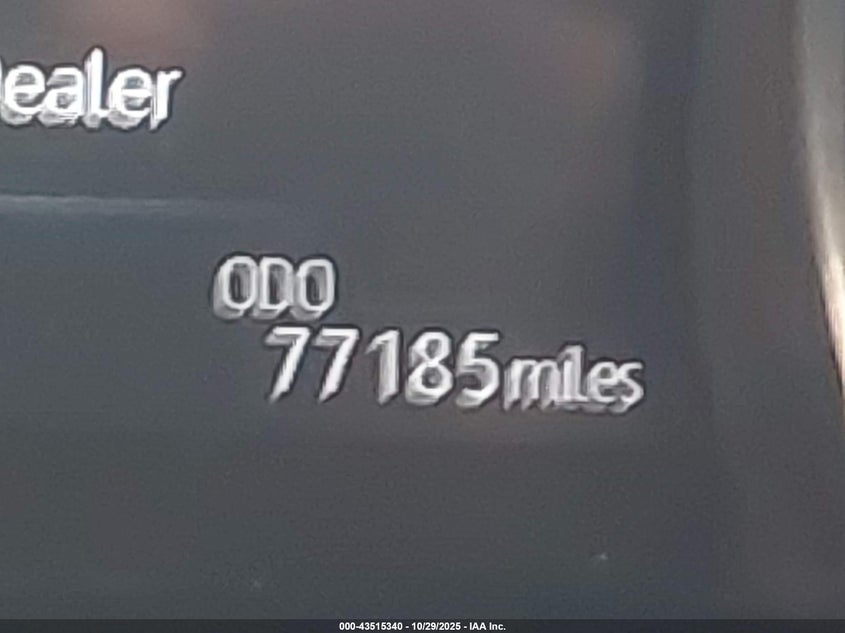 ealer
ODO
77185miles
000-43515340 - 10/29/2025 - IAA Inc.